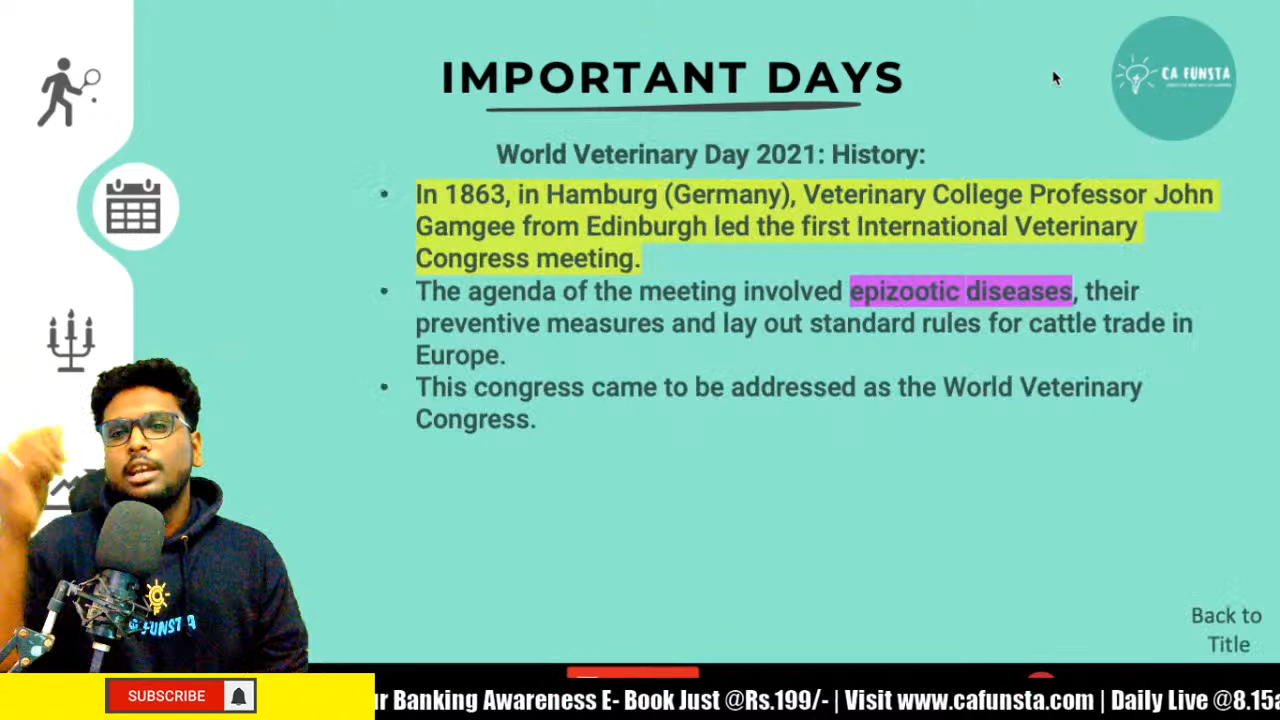 IMPORTANT DAYS
CA FUNSTA
World Veterinary Day 2021: History:
• In 1863, in Hamburg (Germany), Veterinary College Professor John
Gamgee from Edinburgh led the first International Veterinary
Congress meeting.
• The agenda of the meeting involved epizootic diseases, their
preventive measures and lay out standard rules for cattle trade in
Europe.
• This congress came to be addressed as the World Veterinary
Congress.
FUNSTA
Back to
Title
SUBSCRIBE
ur Banking Awareness E- Book Just @Rs.199/- | Visit www.cafunsta.com | Daily Live @8.15a